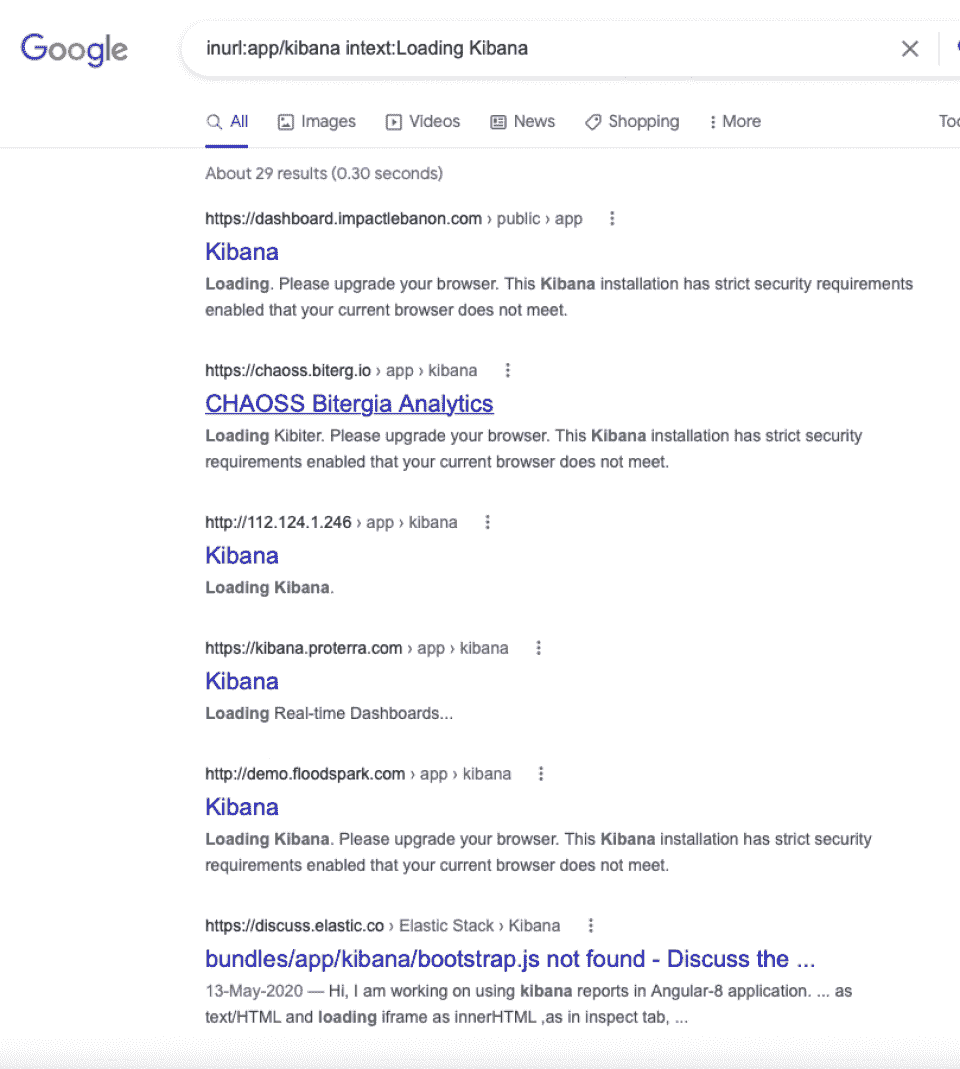 Google
inurl:app/kibana intext:Loading Kibana
All Images Videos News Shopping More
About 29 results (0.30 seconds)
https://dashboard.impactlebanon.com › public › app
Kibana
Loading. Please upgrade your browser. This Kibana installation has strict security requirements
enabled that your current browser does not meet.
https://chaoss.biterg.io › app › kibana
CHAOSS Bitergia Analytics
Loading Kibiter. Please upgrade your browser. This Kibana installation has strict security
requirements enabled that your current browser does not meet.
http://112.124.1.246 › app › kibana
Kibana
Loading Kibana.
https://kibana.proterra.com › app › kibana
Kibana
Loading Real-time Dashboards...
http://demo.floodspark.com › app › kibana
Kibana
Loading Kibana. Please upgrade your browser. This Kibana installation has strict security
requirements enabled that your current browser does not meet.
https://discuss.elastic.co › Elastic Stack › Kibana
bundles/app/kibana/bootstrap.js not found - Discuss the ...
13-May-2020 — Hi, I am working on using kibana reports in Angular-8 application. ... as
text/HTML and loading iframe as innerHTML ,as in inspect tab, ...